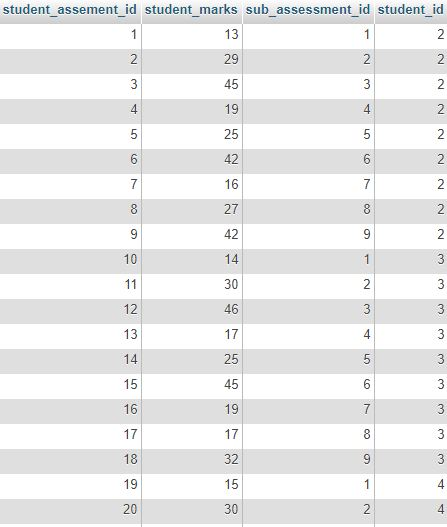 student_assement_id student_marks sub_assessment_id student_id
1 13 1 2
2 29 2 2
3 45 3 2
4 19 4 2
5 25 5 2
6 42 6 2
7 16 7 2
8 27 8 2
9 42 9 2
10 14 1 3
11 30 2 3
12 46 3 3
13 17 4 3
14 25 5 3
15 45 6 3
16 19 7 3
17 17 8 3
18 32 9 3
19 15 1 4
20 30 2 4